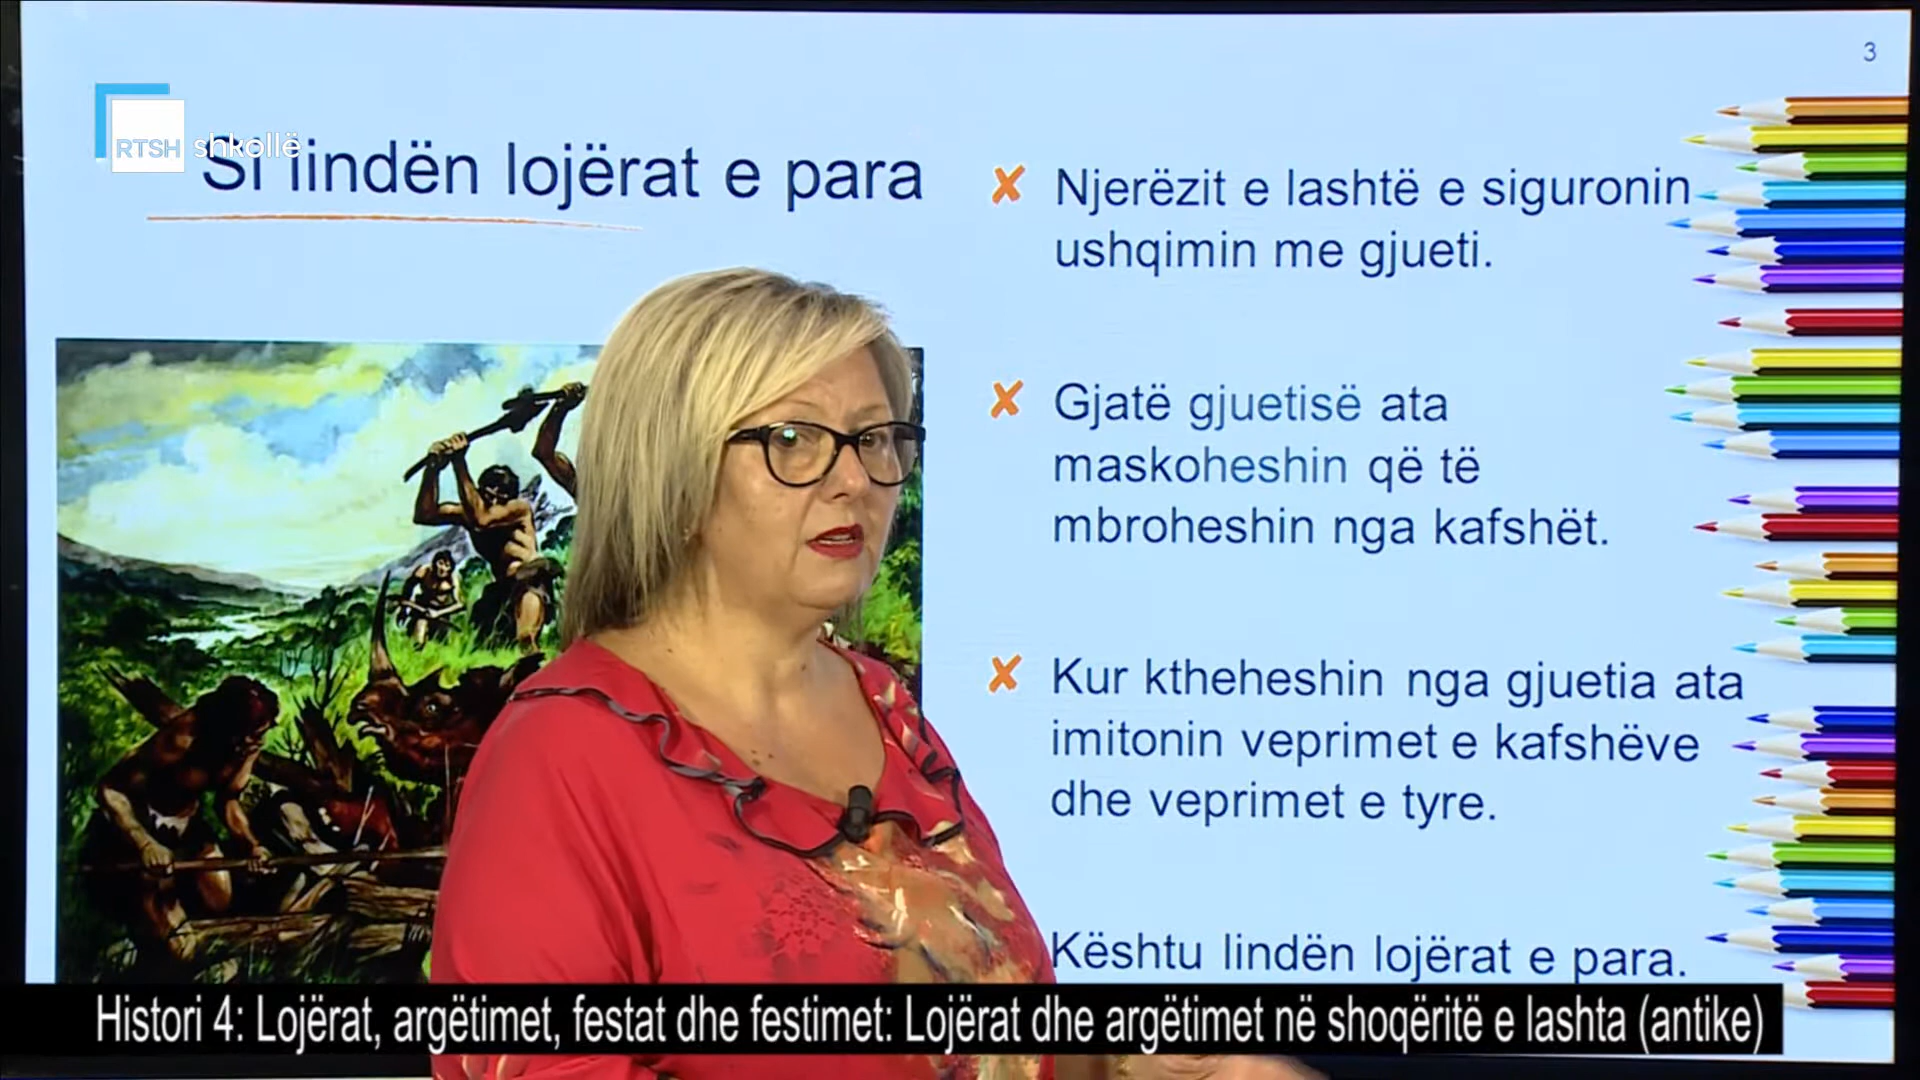 3
RTSH shkollë
Si lindën lojërat e para
Njerëzit e lashtë e siguronin
ushqimin me gjueti.
Gjatë gjuetisë ata
maskoheshin që të
mbroheshin nga kafshët.
Kur ktheheshin nga gjuetia ata
imitonin veprimet e kafshëve
dhe veprimet e tyre.
Kështu lindën lojërat e para.
Histori 4: Lojërat, argëtimet, festat dhe festimet: Lojërat dhe argëtimet në shoqëritë e lashta (antike)